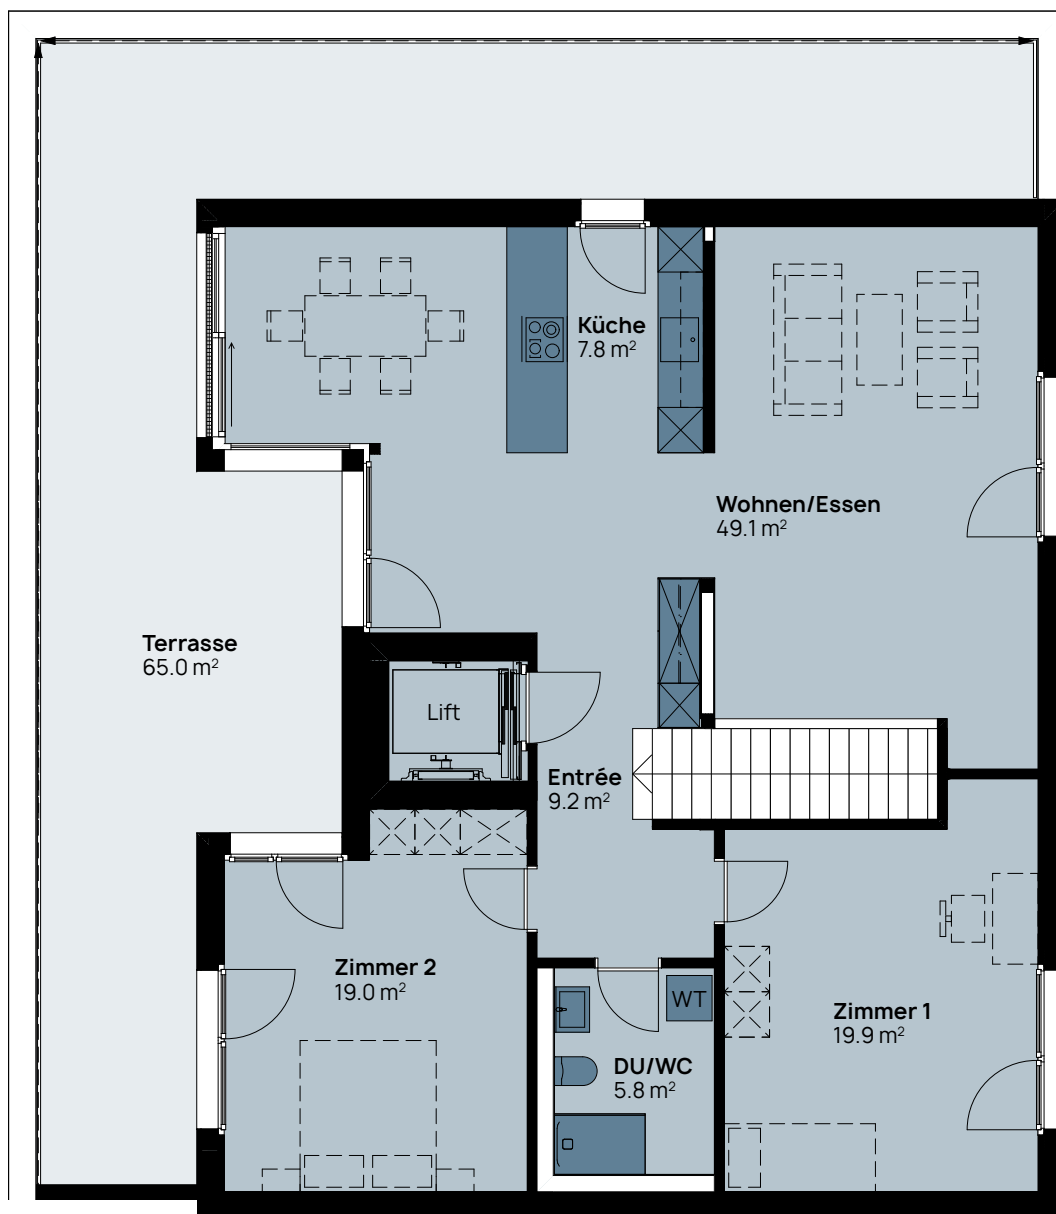 Küche
7.8 m²
Wohnen/Essen
49.1 m²
Terrasse
65.0 m²
Lift
Entrée
9.2 m²
Zimmer 2
19.0 m²
WT
Zimmer 1
19.9 m²
DU/WC
5.8 m²